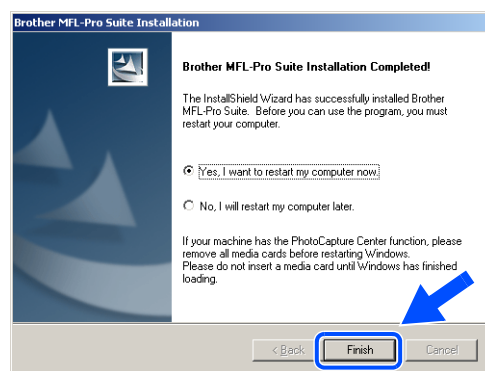 Brother MFL-Pro Suite Installation
Brother MFL-Pro Suite Installation Completed!
The InstallShield Wizard has successfully installed Brother
MFL-Pro Suite. Before you can use the program, you must
restart your computer.
Yes, I want to restart my computer now.
No, I will restart my computer later.
If your machine has the PhotoCapture Center function, please
remove all media cards before restarting Windows.
Please do not insert a media card until Windows has finished
loading.
< Back Finish Cancel